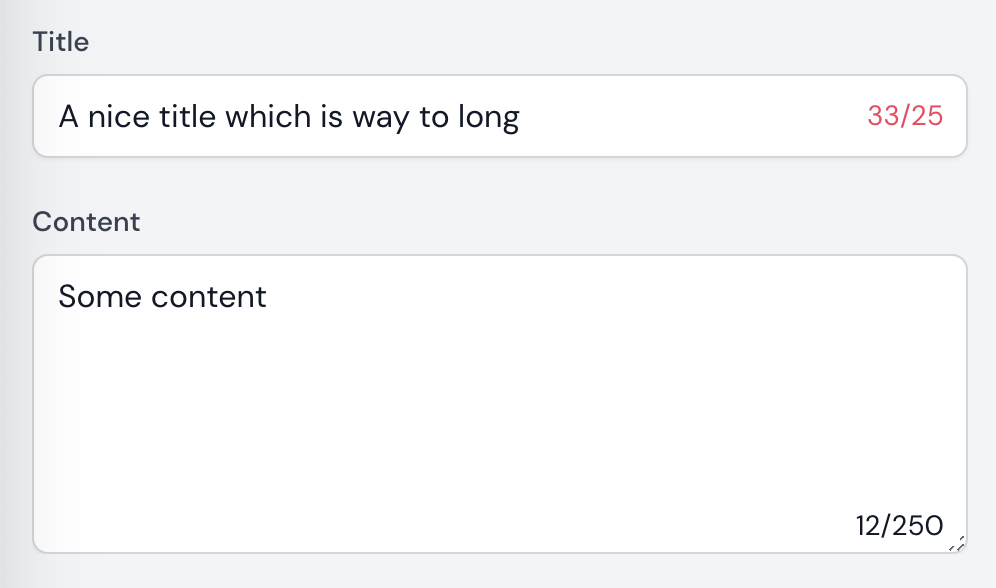 Title
A nice title which is way to long
33/25
Content
Some content
12/250